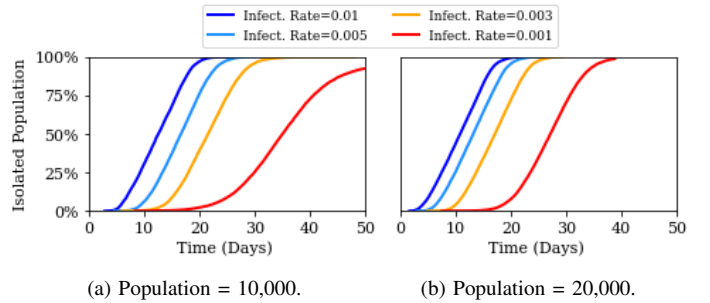 Infect. Rate=0.01 Infect. Rate=0.003
Infect. Rate=0.005 Infect. Rate=0.001
Isolated Population
100%
75%
50%
25%
0%
0 10 20 30 40 50
Time (Days)
0 10 20 30 40 50
Time (Days)
(a) Population = 10,000.
(b) Population = 20,000.